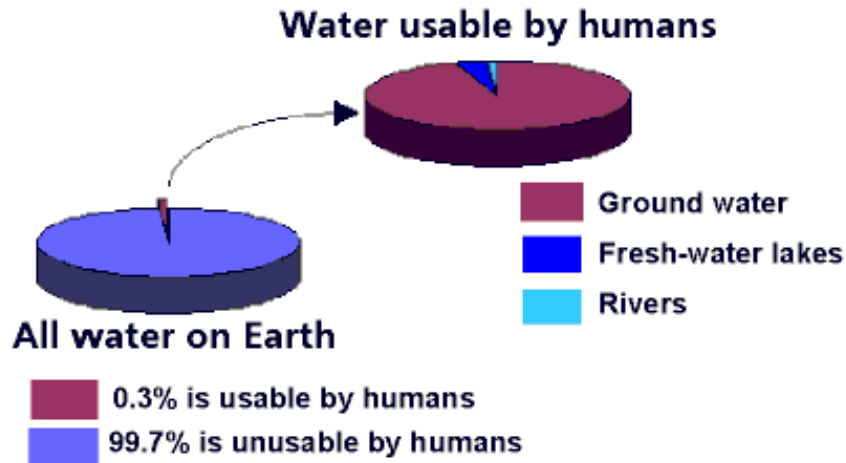 Water usable by humans
Ground water
Fresh-water lakes
Rivers
All water on Earth
0.3% is usable by humans
99.7% is unusable by humans